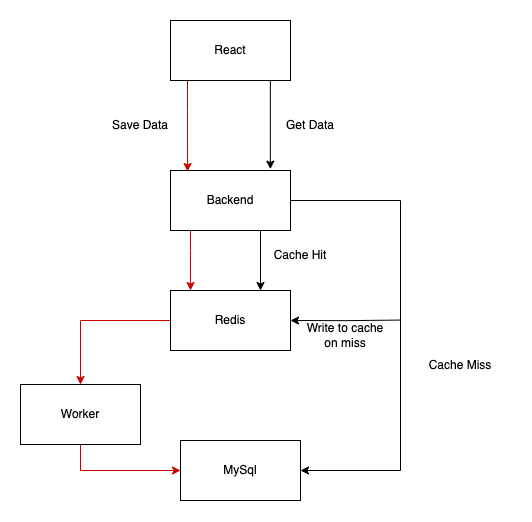 React
Save Data
Get Data
Backend
Cache Hit
Redis
Write to cache
on miss
Cache Miss
Worker
MySql